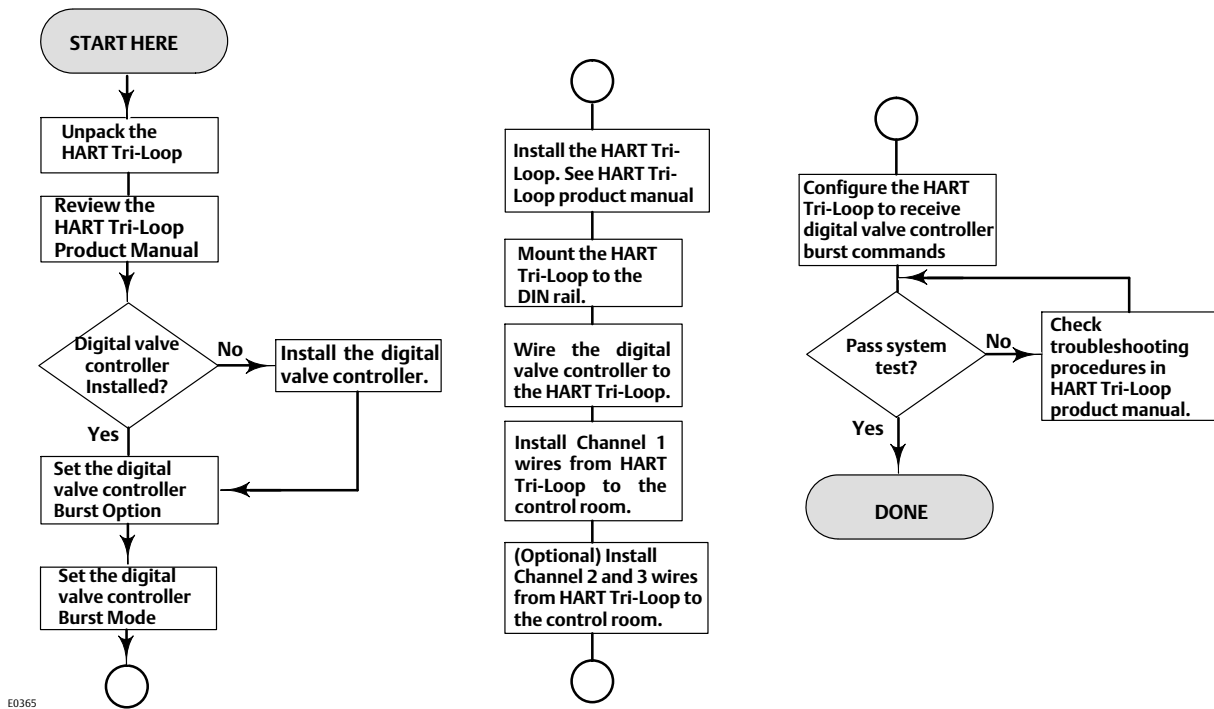 START HERE
Unpack the
HART Tri-Loop
Review the
HART Tri-Loop
Product Manual
Digital valve
controller
Installed?
No
Install the digital
valve controller.
Yes
Set the digital
valve controller
Burst Option
Set the digital
valve controller
Burst Mode
E0365
Install the HART Tri-
Loop. See HART Tri-
Loop product manual
Mount the HART
Tri-Loop to the
DIN rail.
Wire the digital
valve controller to
the HART Tri-Loop.
Install Channel 1
wires from HART
Tri-Loop to the
control room.
(Optional) Install
Channel 2 and 3 wires
from HART Tri-Loop to
the control room.
Configure the HART
Tri-Loop to receive
digital valve controller
burst commands
Pass system
test?
No
Check
troubleshooting
procedures in
HART Tri-Loop
product manual.
Yes
DONE